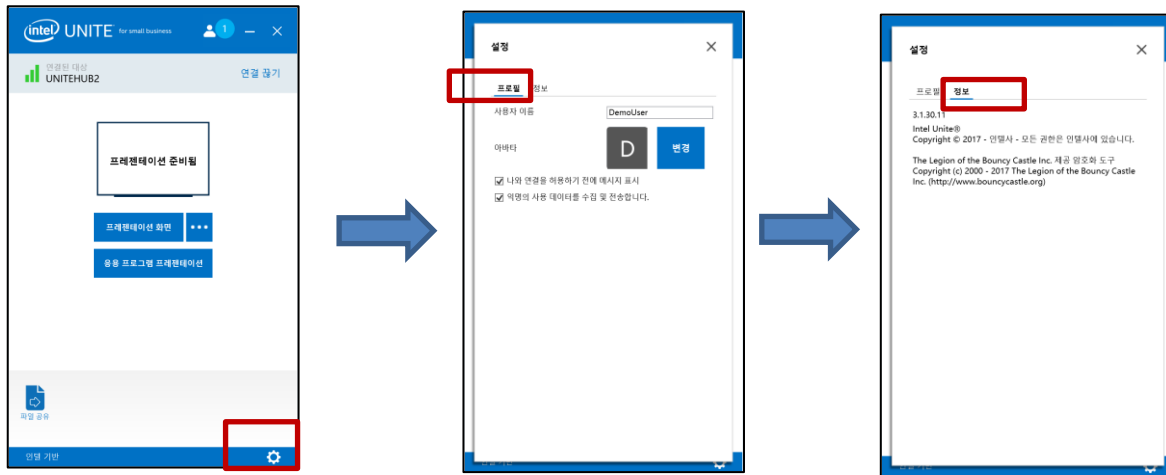 intel UNITE for small business 1
연결된 대상
UNITEHUB2
연결 끊기
프레젠테이션 준비됨
프레젠테이션 화면
응용 프로그램 프레젠테이션
파일 공유
인텔 기반
설정
프로필 정보
사용자 이름 DemoUser
아바타 D 변경
나와 연결을 허용하기 전에 메시지 표시
익명의 사용 데이터를 수집 및 전송합니다.
인텔 기반
설정
프로필 정보
3.1.30.11
Intel Unite®
Copyright © 2017 - 인텔사 - 모든 권한은 인텔사에 있습니다.
The Legion of the Bouncy Castle Inc. 제공 암호화 도구
Copyright (c) 2000 - 2017 The Legion of the Bouncy Castle
Inc. (http://www.bouncycastle.org)
인텔 기반